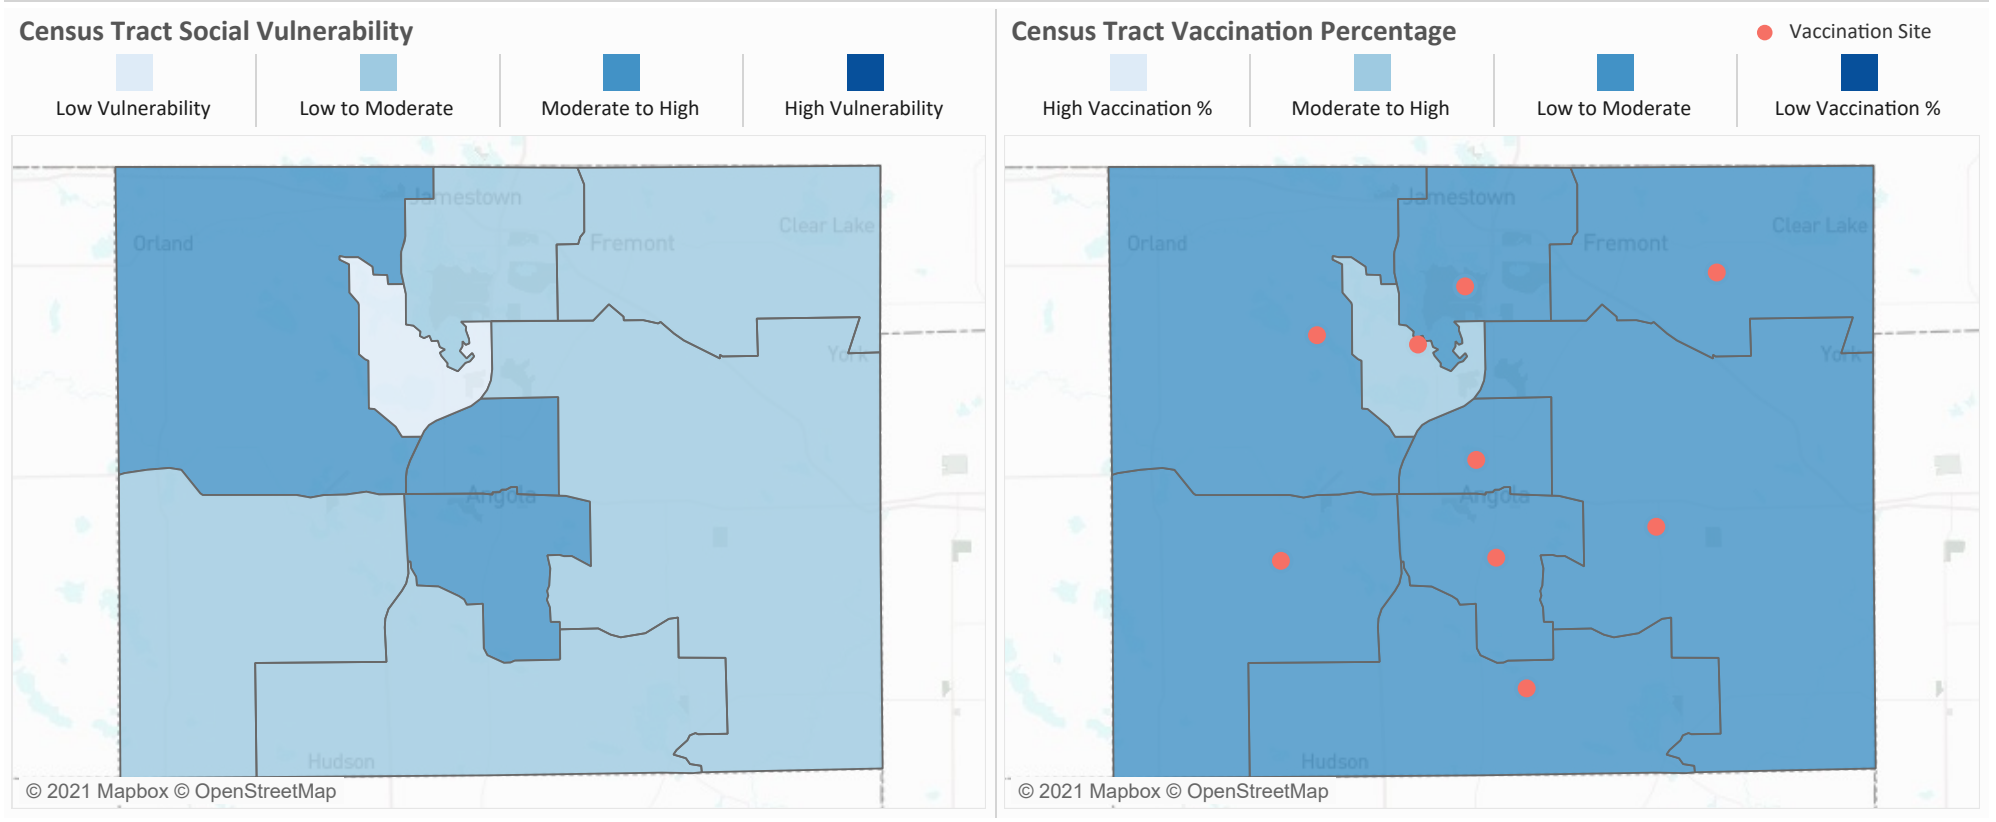 Census Tract Social Vulnerability
Low Vulnerability
Low to Moderate
Moderate to High
High Vulnerability
Jamestown
Orland
Fremont
Clear Lake
York
Angola
Hudson
© 2021 Mapbox © OpenStreetMap
Census Tract Vaccination Percentage
Vaccination Site
High Vaccination %
Moderate to High
Low to Moderate
Low Vaccination %
Jamestown
Orland
Fremont
Clear Lake
York
Angola
Hudson
© 2021 Mapbox © OpenStreetMap